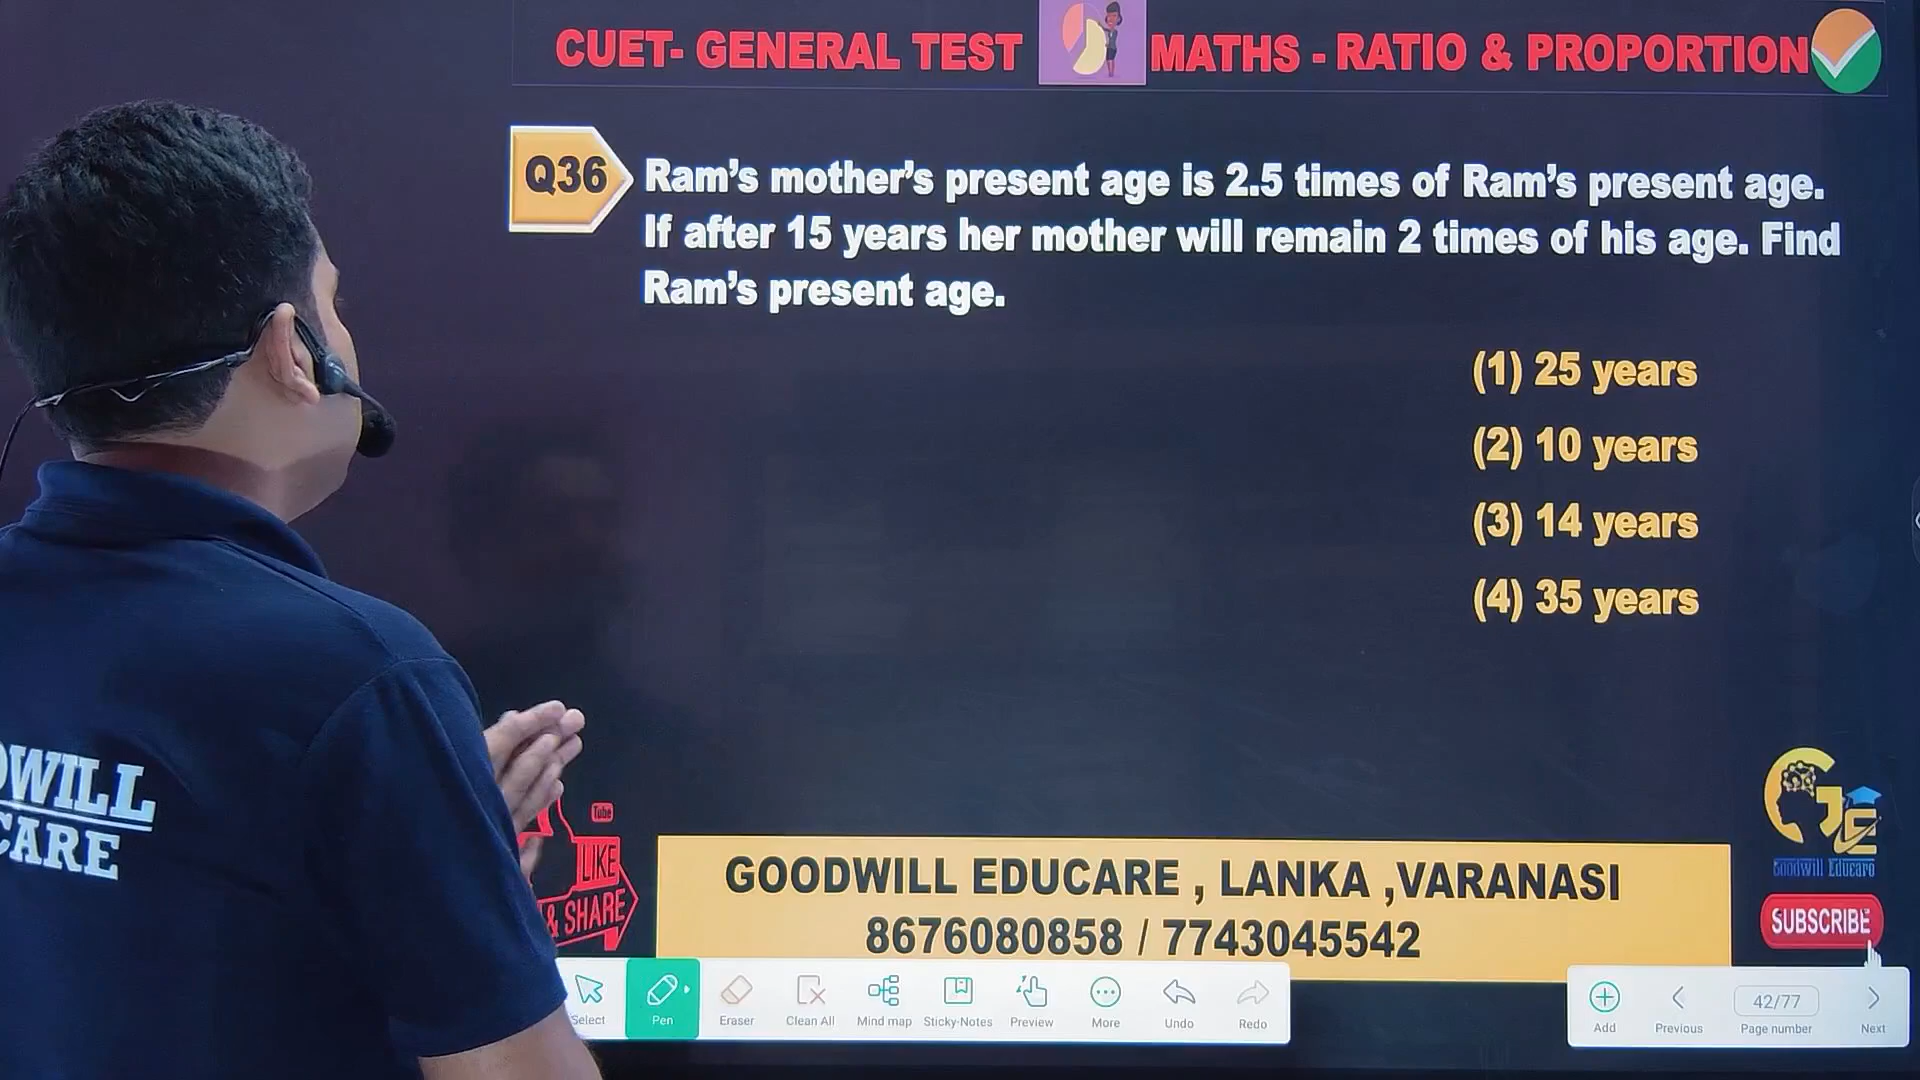 CUET- GENERAL TEST MATHS - RATIO & PROPORTION
Q36
Ram's mother's present age is 2.5 times of Ram's present age.
If after 15 years her mother will remain 2 times of his age. Find
Ram's present age.
(1) 25 years
(2) 10 years
(3) 14 years
(4) 35 years
DWILL
CARE
Tube
LIKE
& SHARE
GOODWILL EDUCARE , LANKA ,VARANASI
8676080858 / 7743045542
GE
Goodwill Educare
SUBSCRIBE
Select Pen Eraser Clean All Mind map Sticky-Notes Preview More Undo Redo
Add Previous 42/77 Next
Page number